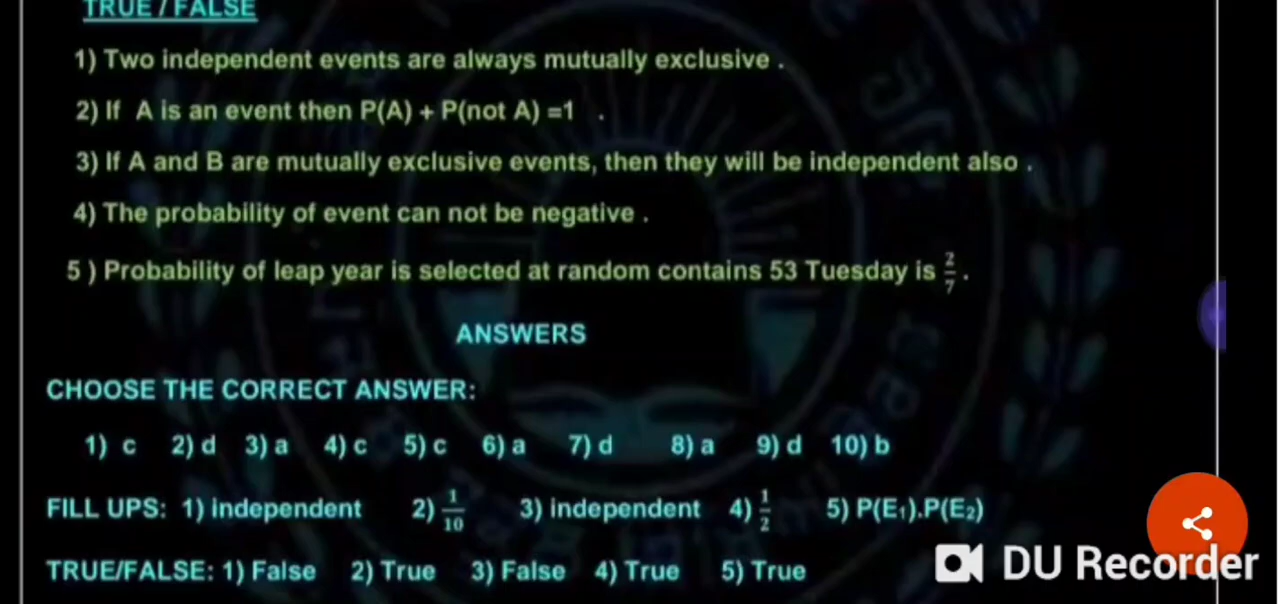 TRUE / FALSE
1) Two independent events are always mutually exclusive .
2) If A is an event then P(A) + P(not A) =1 .
3) If A and B are mutually exclusive events, then they will be independent also .
4) The probability of event can not be negative .
5 ) Probability of leap year is selected at random contains 53 Tuesday is 2/7 .
ANSWERS
CHOOSE THE CORRECT ANSWER:
1) c 2) d 3) a 4) c 5) c 6) a 7) d 8) a 9) d 10) b
FILL UPS: 1) independent 2) 1/10 3) independent 4) 1/2 5) P(E₁).P(E₂)
TRUE/FALSE: 1) False 2) True 3) False 4) True 5) True
DU Recorder